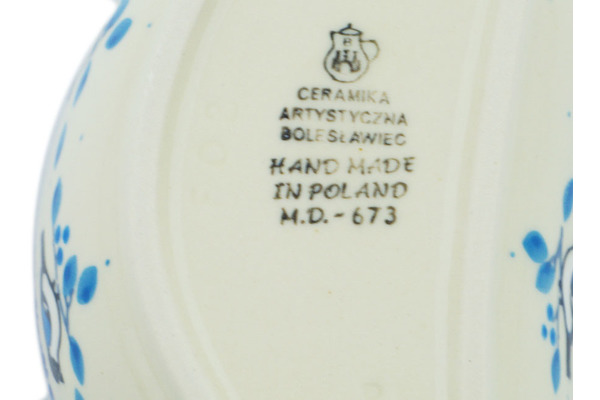 B
CERAMIKA
ARTYSTYCZNA
BOLESŁAWIEC
HAND MADE
IN POLAND
M.D.-673